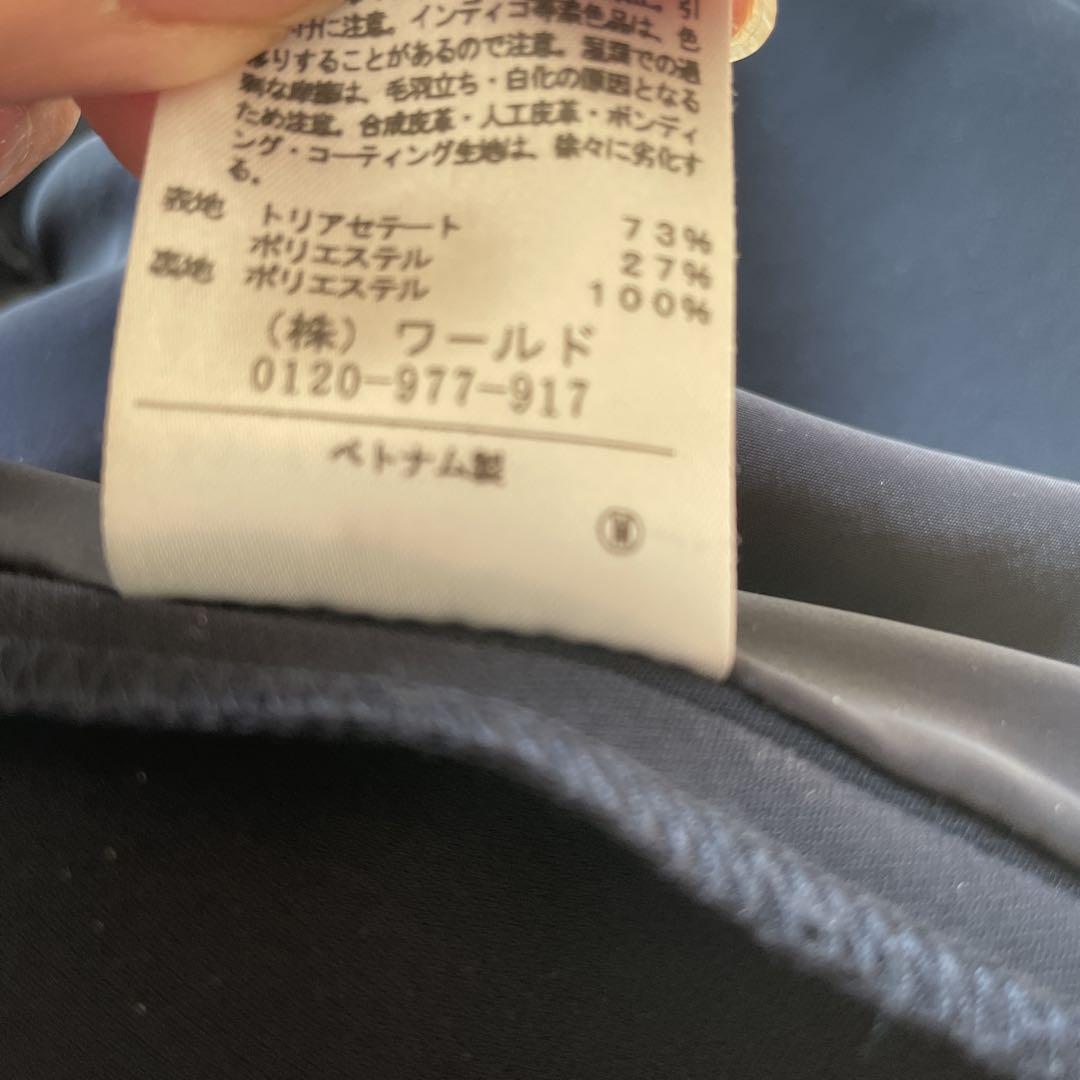 引
に注意。インディゴ等濃色品は、色
移りすることがあるので注意。湿潤での過
剰な摩擦は、毛羽立ち・白化の原因となる
ため注意。合成皮革・人工皮革・ボンディ
ング・コーティング生地は、徐々に劣化す
る。
表地 トリアセテート 73%
ポリエステル 27%
裏地 ポリエステル 100%
(株) ワールド
0120-977-917
ベトナム製
Ⓜ